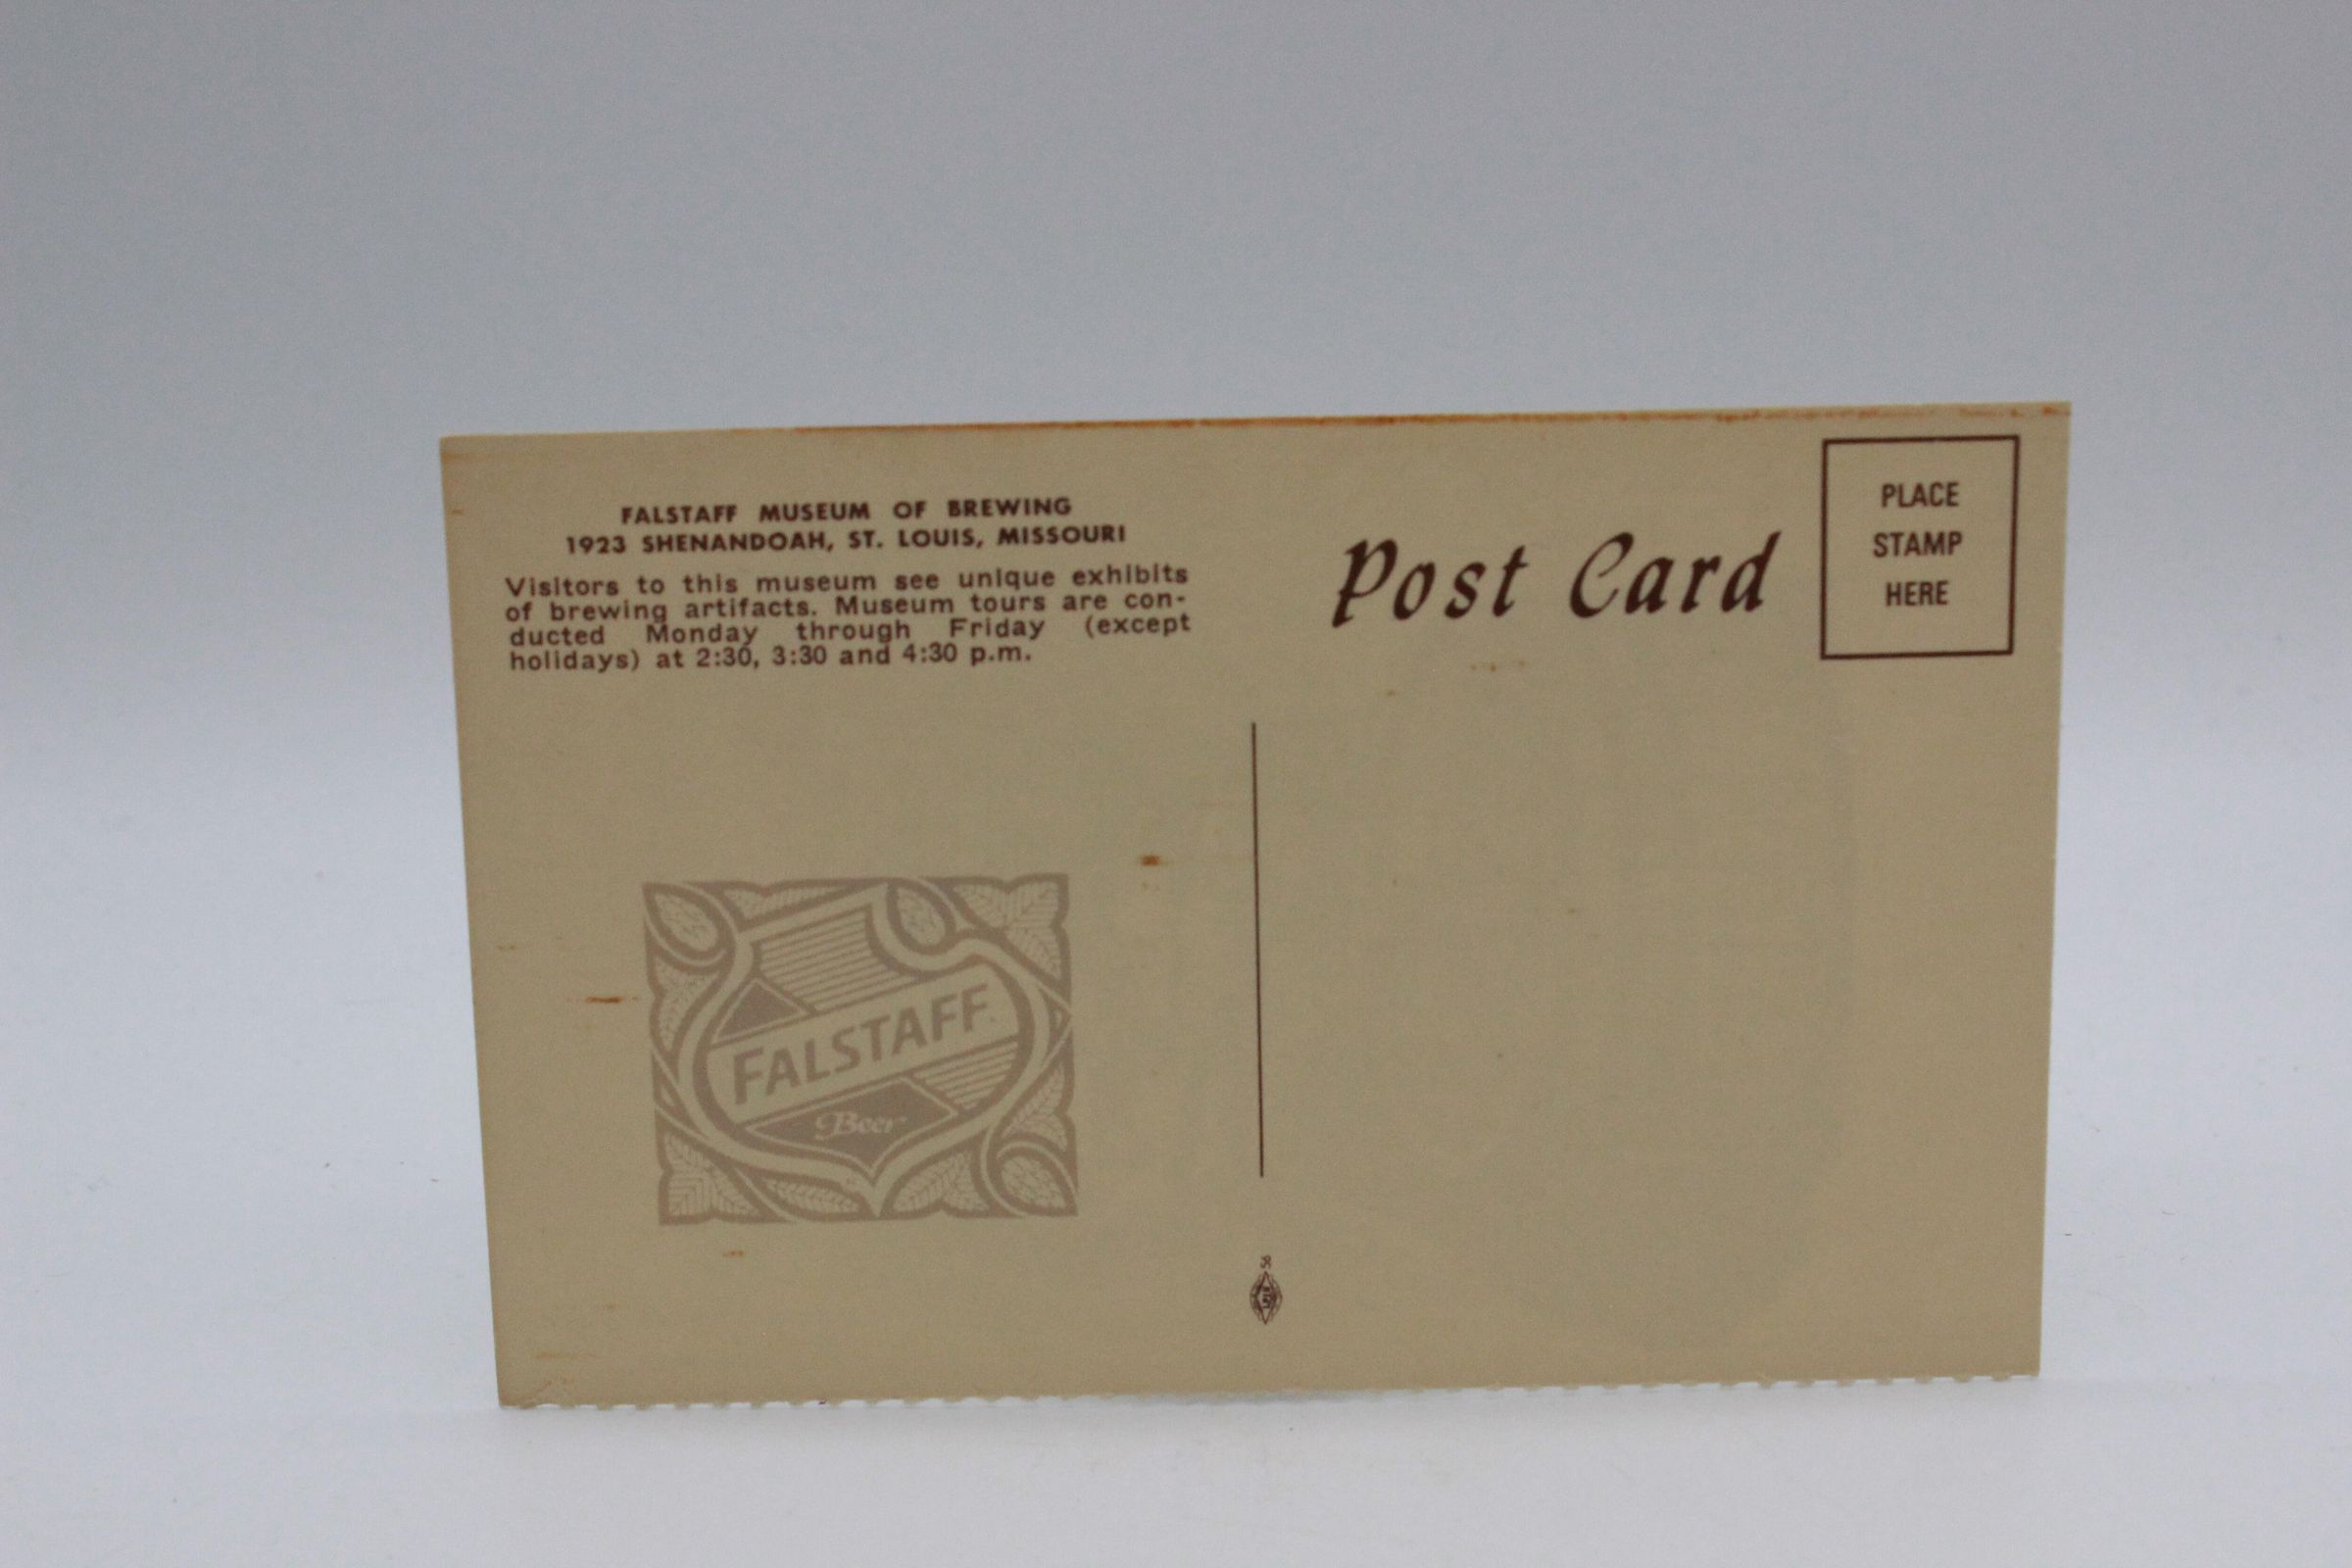 FALSTAFF MUSEUM OF BREWING
1923 SHENANDOAH, ST. LOUIS, MISSOURI
Visitors to this museum see unique exhibits
of brewing artifacts. Museum tours are con-
ducted Monday through Friday (except
holidays) at 2:30, 3:30 and 4:30 p.m.
Post Card
PLACE
STAMP
HERE
FALSTAFF
Beer